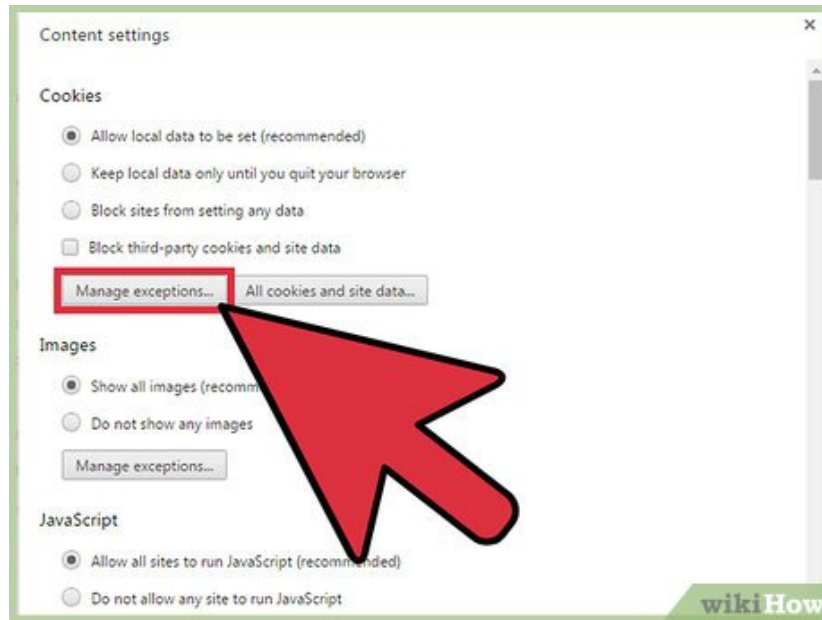 Content settings
Cookies
Allow local data to be set (recommended)
Keep local data only until you quit your browser
Block sites from setting any data
Block third-party cookies and site data
Manage exceptions... All cookies and site data...
Images
Show all images (recomm
Do not show any images
Manage exceptions...
JavaScript
Allow all sites to run JavaScript (recommended)
Do not allow any site to run JavaScript
wikiHow